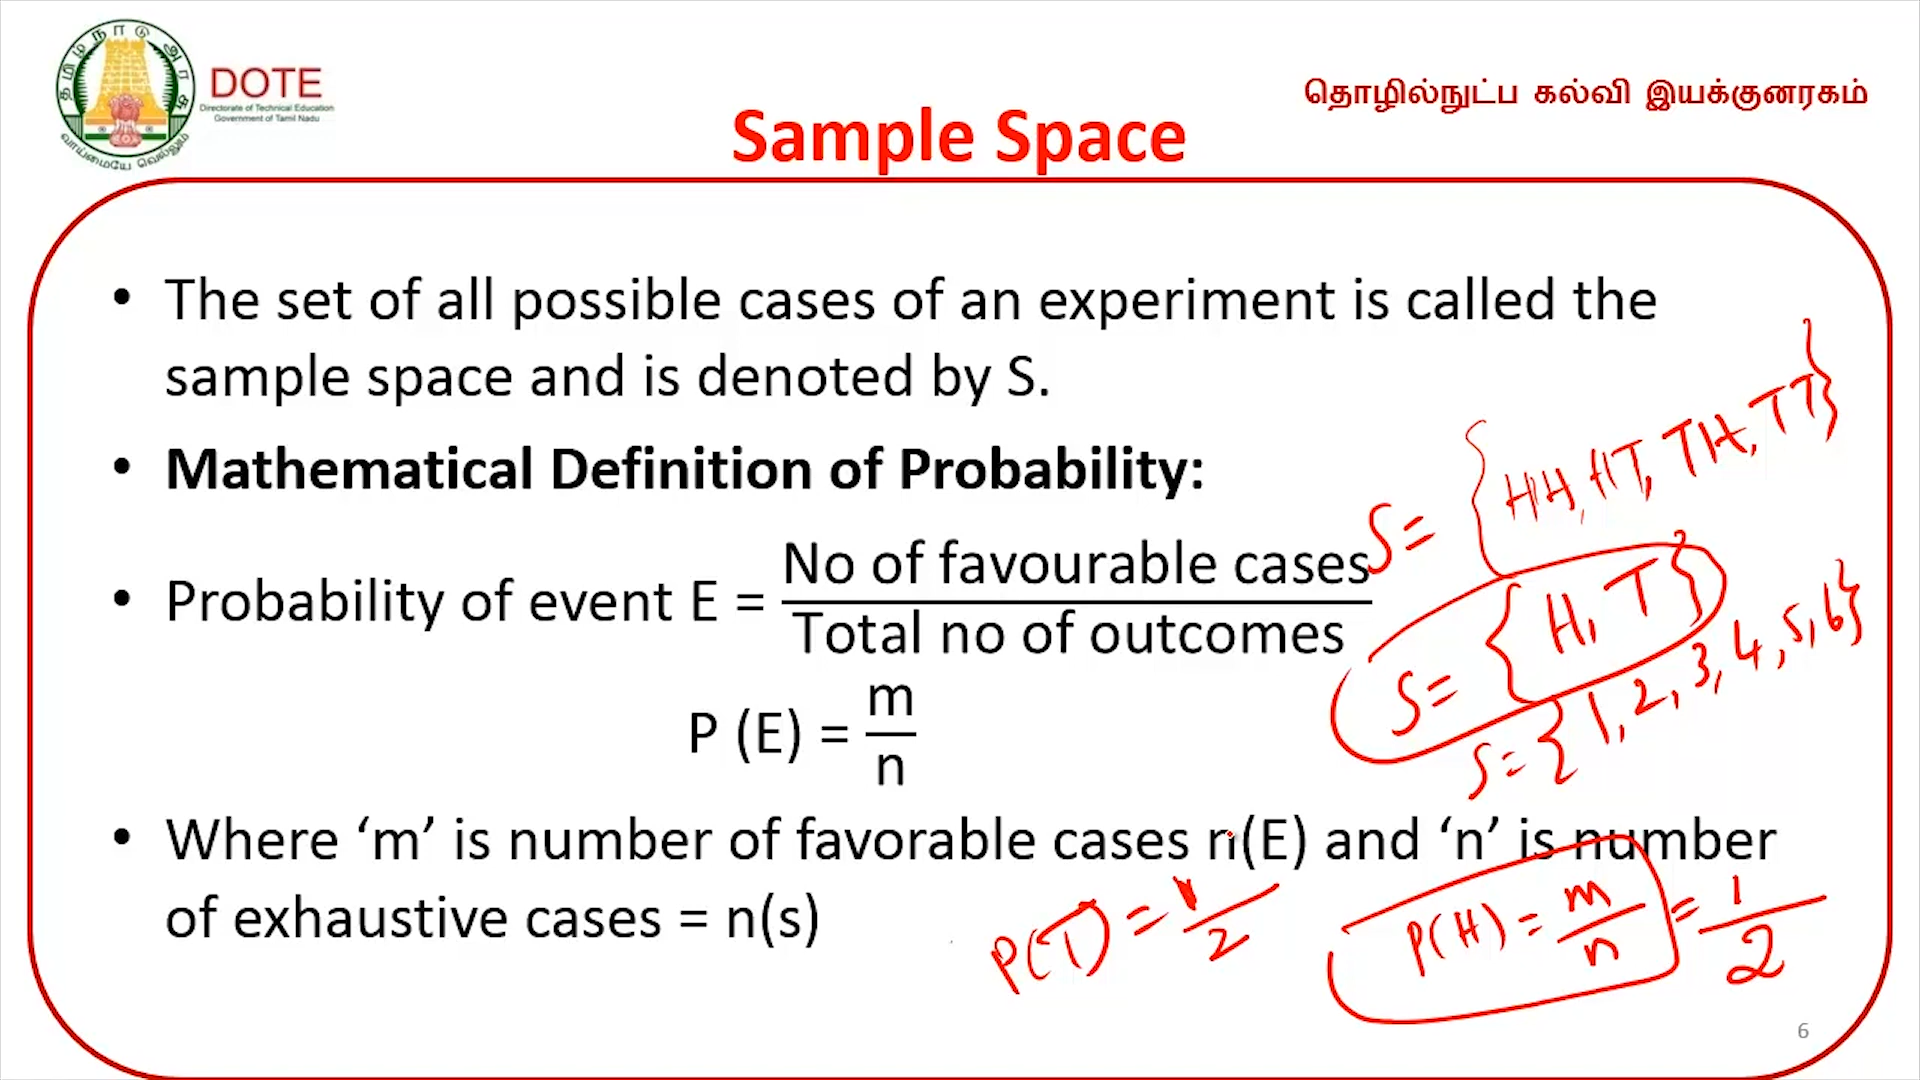 தமிழ்நாடு அரசு
வாய்மையே வெல்லும்
DOTE
Directorate of Technical Education
Government of Tamil Nadu
தொழில்நுட்ப கல்வி இயக்குனரகம்
Sample Space
• The set of all possible cases of an experiment is called the
sample space and is denoted by S.
• Mathematical Definition of Probability:
• Probability of event E = No of favourable cases
Total no of outcomes
P (E) = m
n
• Where ‘m’ is number of favorable cases n(E) and ‘n’ is number
of exhaustive cases = n(s)
S = {HH, HT, TH, TT}
S = {H, T}
S = {1, 2, 3, 4, 5, 6}
P(T) = 1/2
P(H) = m/n = 1/2
6